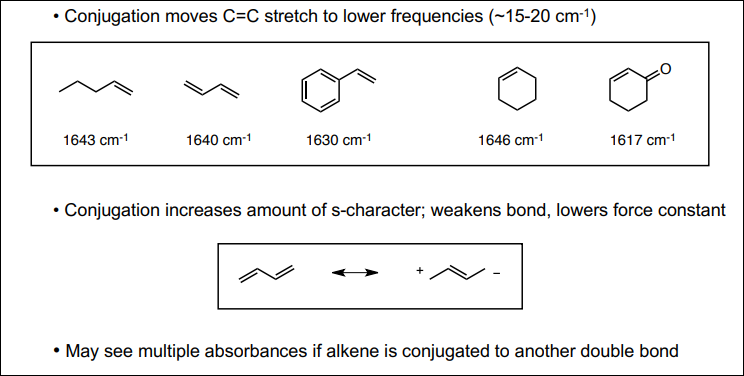 • Conjugation moves C=C stretch to lower frequencies (~15-20 cm-1)
O
1643 cm-1 1640 cm-1 1630 cm-1 1646 cm-1 1617 cm-1
• Conjugation increases amount of s-character; weakens bond, lowers force constant
+ –
• May see multiple absorbances if alkene is conjugated to another double bond